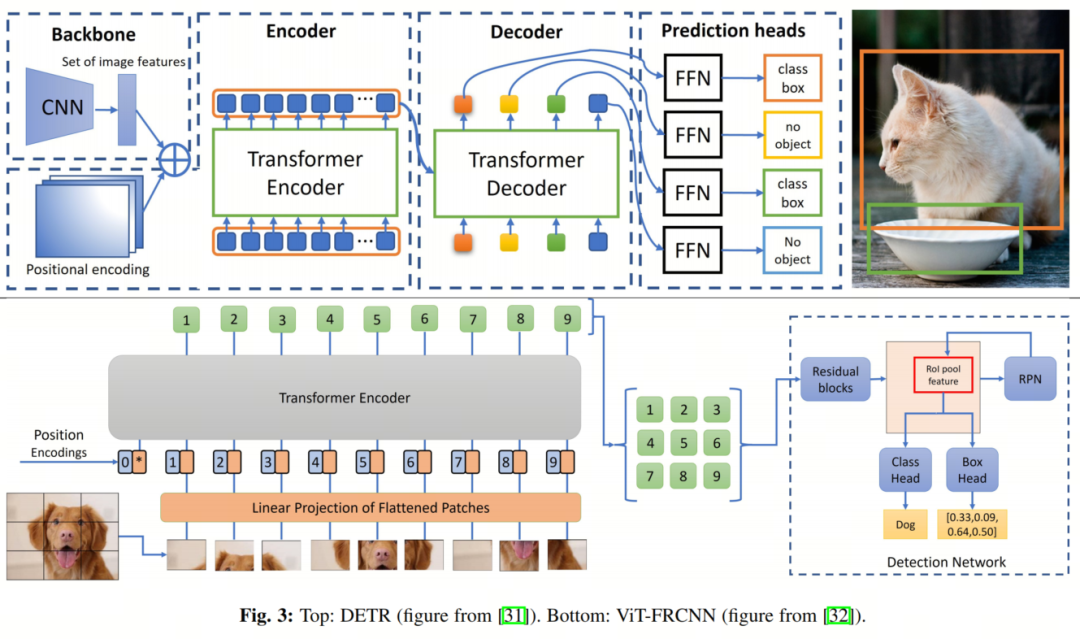 Backbone
Encoder
Decoder
Prediction heads
Set of image features
CNN
Positional encoding
...
Transformer
Encoder
...
Transformer
Decoder
FFN
class
box
FFN
no
object
FFN
class
box
FFN
No
object
1 2 3 4 5 6 7 8 9
Transformer Encoder
Position
Encodings
0 * 1 2 3 4 5 6 7 8 9
Linear Projection of Flattened Patches
1 2 3
4 5 6
7 8 9
Residual
blocks
RoI pool
feature
RPN
Class
Head
Box
Head
Dog
[0.33,0.09,
0.64,0.50]
Detection Network
Fig. 3: Top: DETR (figure from [31]). Bottom: ViT-FRCNN (figure from [32]).